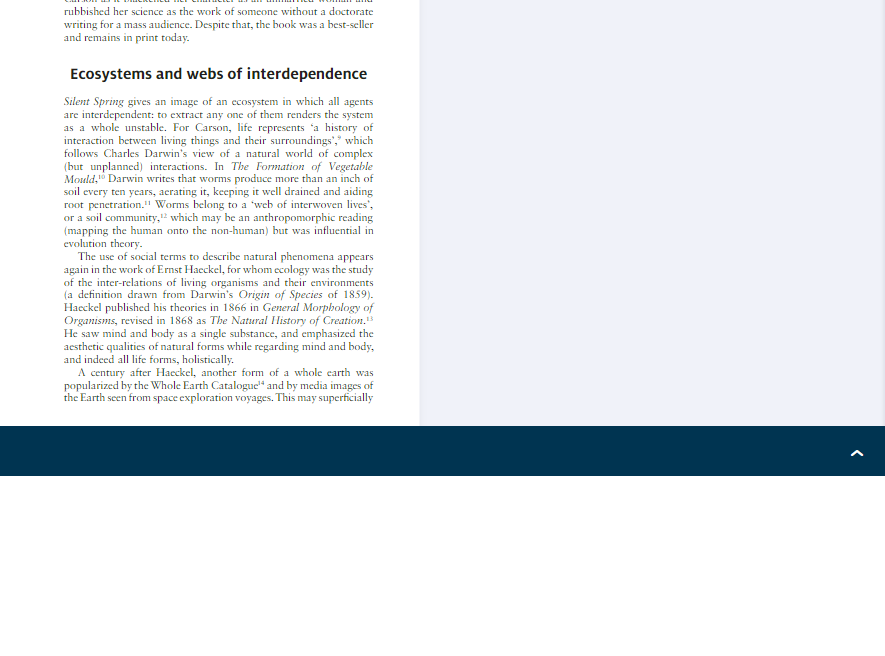 Carson as it blackened her character as an unmarried woman and
rubbished her science as the work of someone without a doctorate
writing for a mass audience. Despite that, the book was a best-seller
and remains in print today.
Ecosystems and webs of interdependence
Silent Spring gives an image of an ecosystem in which all agents
are interdependent: to extract any one of them renders the system
as a whole unstable. For Carson, life represents ‘a history of
interaction between living things and their surroundings’,⁹ which
follows Charles Darwin’s view of a natural world of complex
(but unplanned) interactions. In The Formation of Vegetable
Mould,¹⁰ Darwin writes that worms produce more than an inch of
soil every ten years, aerating it, keeping it well drained and aiding
root penetration.¹¹ Worms belong to a ‘web of interwoven lives’,
or a soil community,¹² which may be an anthropomorphic reading
(mapping the human onto the non-human) but was influential in
evolution theory.
The use of social terms to describe natural phenomena appears
again in the work of Ernst Haeckel, for whom ecology was the study
of the inter-relations of living organisms and their environments
(a definition drawn from Darwin’s Origin of Species of 1859).
Haeckel published his theories in 1866 in General Morphology of
Organisms, revised in 1868 as The Natural History of Creation.¹³
He saw mind and body as a single substance, and emphasized the
aesthetic qualities of natural forms while regarding mind and body,
and indeed all life forms, holistically.
A century after Haeckel, another form of a whole earth was
popularized by the Whole Earth Catalogue¹⁴ and by media images of
the Earth seen from space exploration voyages. This may superficially